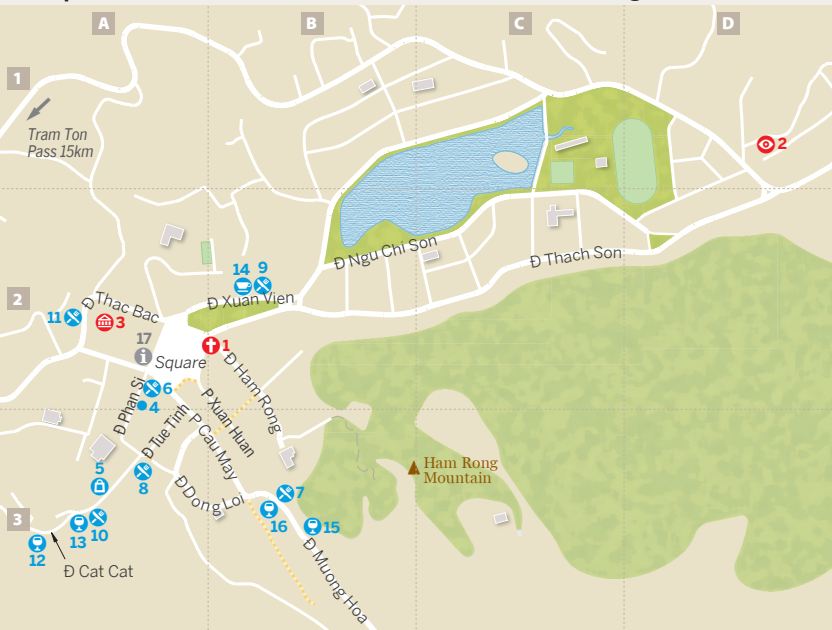 A
B
C
D
1
Tram Ton
Pass 15km
2
Đ Ngu Chi Son
Đ Thach Son
2
14
9
Đ Xuan Vien
Đ Thac Bac
11
3
17
1
Square
Đ Ham Rong
6
4
Đ Phan Si
Đ Tue Tinh
P Xuan Huan
P Cau May
Ham Rong
Mountain
5
8
7
Đ Dong Loi
3
13
10
16
15
12
Đ Cat Cat
Đ Muong Hoa